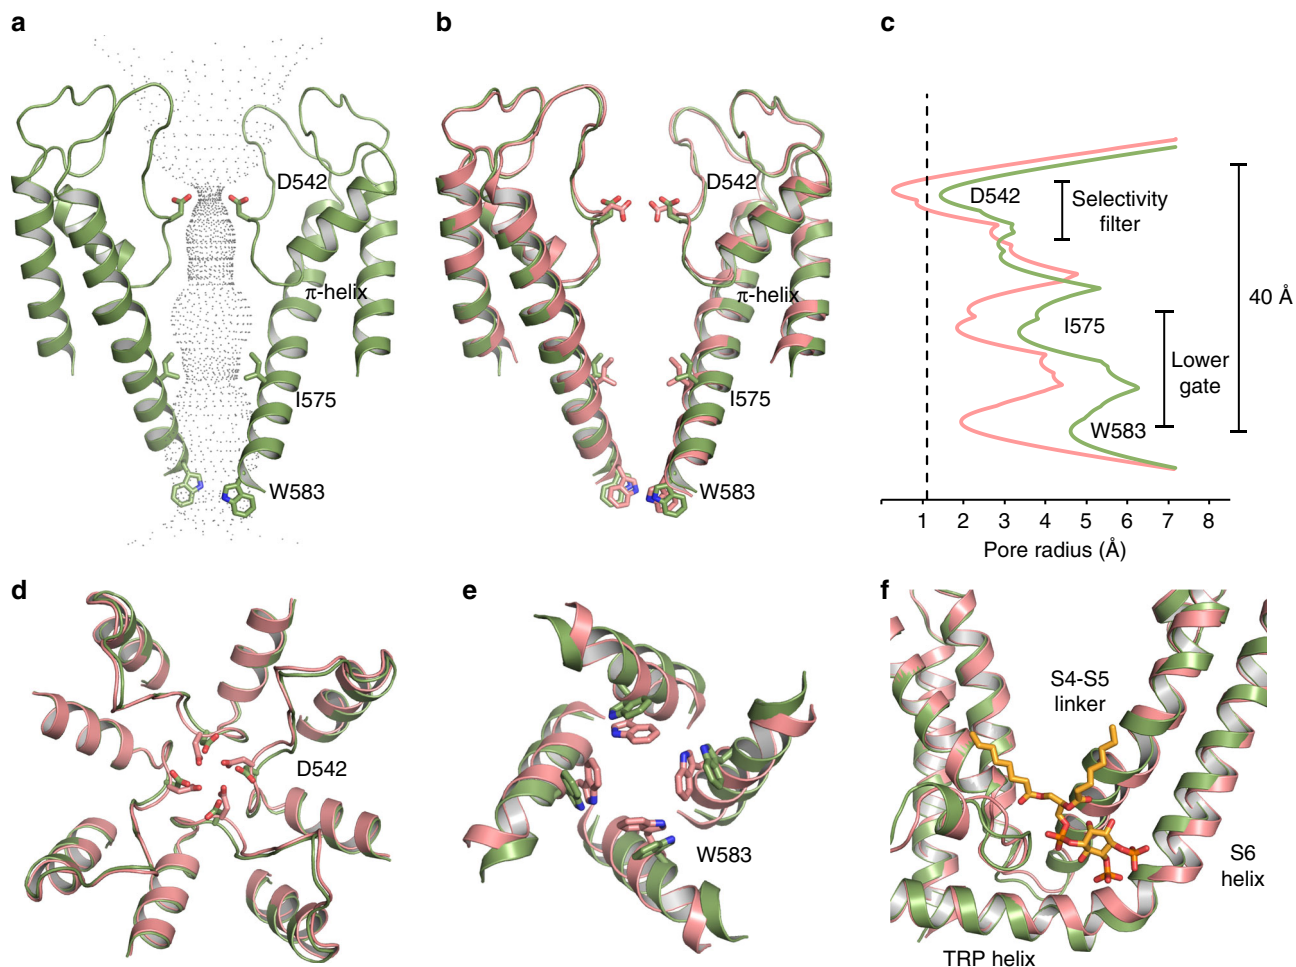 a
b
c
D542
π-helix
I575
W583
D542
π-helix
I575
W583
D542
Selectivity
filter
I575
40 Å
Lower
gate
W583
1 2 3 4 5 6 7 8
Pore radius (Å)
d
e
f
D542
W583
S4-S5
linker
S6
helix
TRP helix